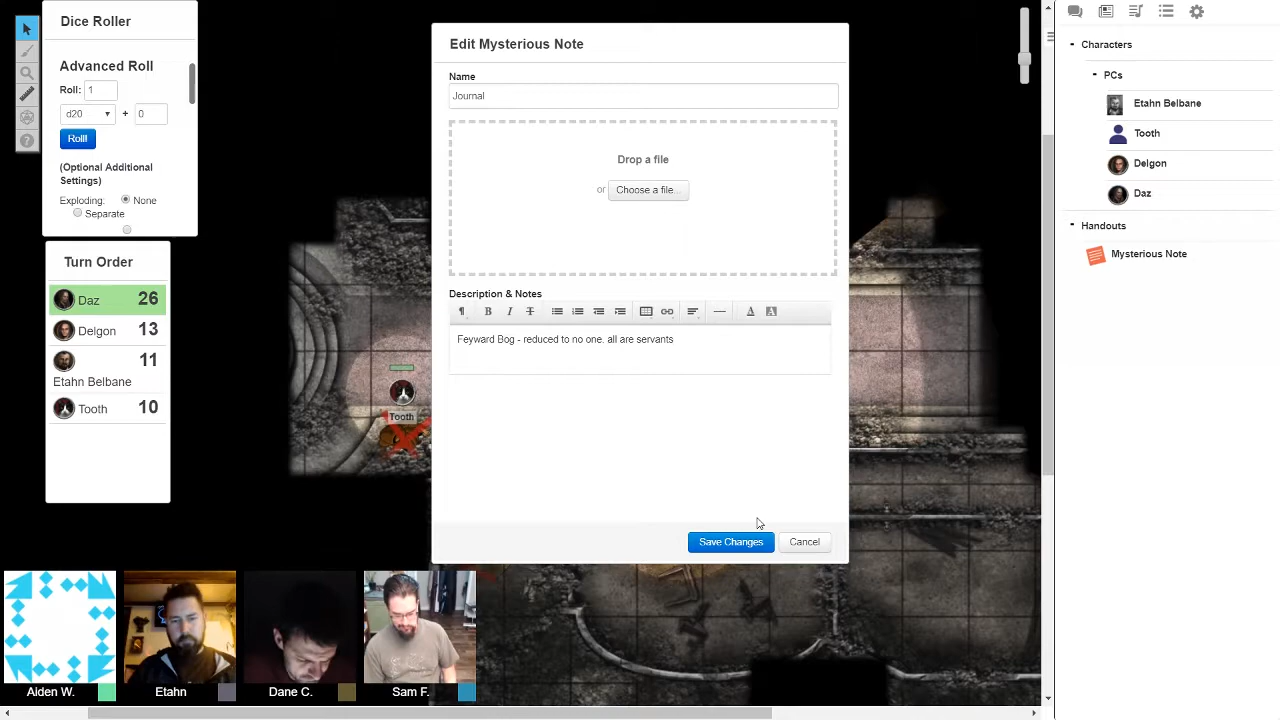 Dice Roller
Advanced Roll
Roll: 1
d20 + 0
Roll!
(Optional Additional
Settings)
Exploding: None
Separate
Turn Order
Daz 26
Delgon 13
11
Etahn Belbane
Tooth 10
Tooth
Edit Mysterious Note
Name
Journal
Drop a file
or Choose a file...
Description & Notes
Feyward Bog - reduced to no one. all are servants
Save Changes Cancel
Characters
PCs
Etahn Belbane
Tooth
Delgon
Daz
Handouts
Mysterious Note
Aiden W. Etahn Dane C. Sam F.